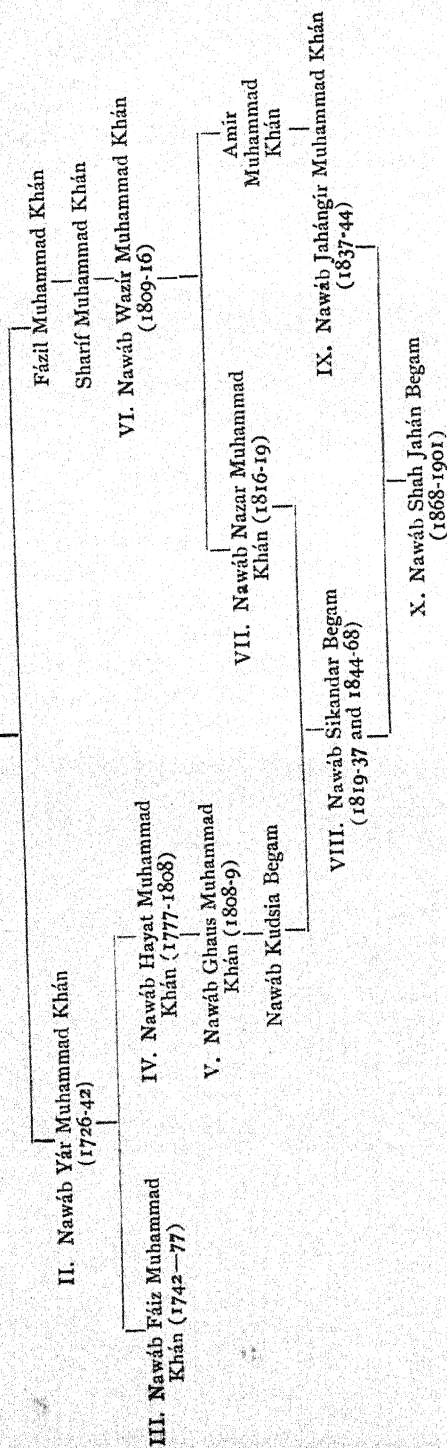 II. Nawáb Yár Muhammad Khán
(1726-42)
Fázil Muhammad Khán
Sharíf Muhammad Khán
VI. Nawáb Wazír Muhammad Khán
(1809-16)
III. Nawáb Fáiz Muhammad
Khán (1742—77)
IV. Nawáb Hayat Muhammad
Khán (1777-1808)
V. Nawáb Ghaus Muhammad
Khán (1808-9)
Nawáb Kudsia Begam
VII. Nawáb Nazar Muhammad
Khán (1816-19)
Amír
Muhammad
Khán
VIII. Nawáb Sikandar Begam
(1819-37 and 1844-68)
IX. Nawáb Jahángír Muhammad Khán
(1837-44)
X. Nawáb Shah Jahán Begam
(1868-1901)